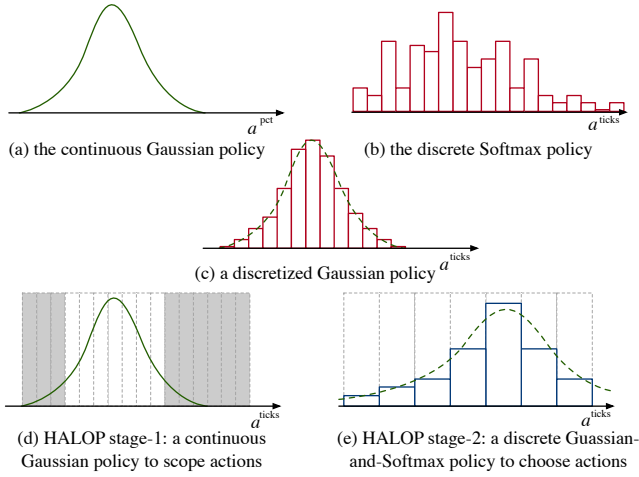 a^pct
(a) the continuous Gaussian policy
a^ticks
(b) the discrete Softmax policy
a^ticks
(c) a discretized Gaussian policy
a^ticks
(d) HALOP stage-1: a continuous
Gaussian policy to scope actions
a^ticks
(e) HALOP stage-2: a discrete Guassian-
and-Softmax policy to choose actions